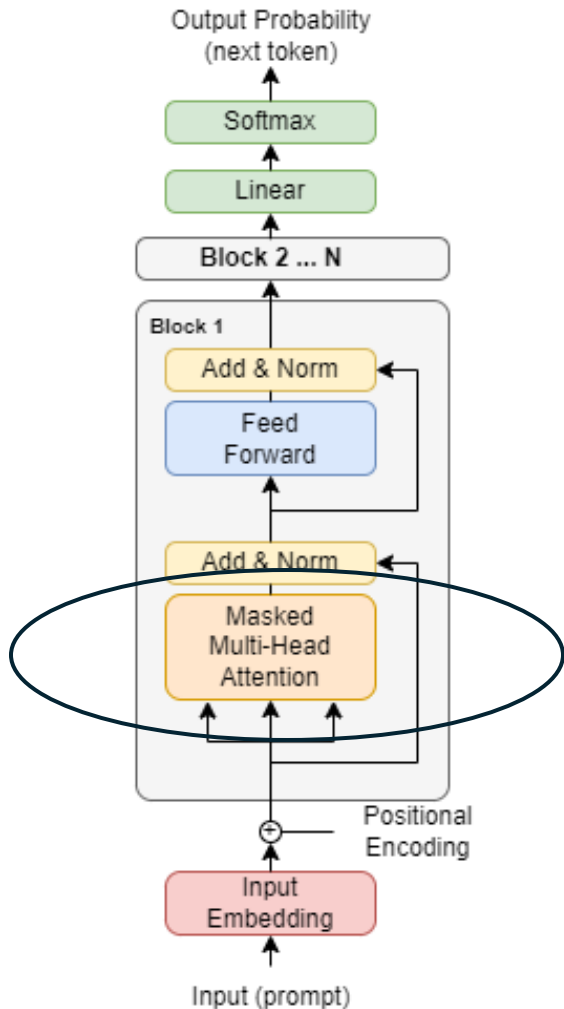 Output Probability
(next token)
Softmax
Linear
Block 2 ... N
Block 1
Add & Norm
Feed
Forward
Add & Norm
Masked
Multi-Head
Attention
Positional
Encoding
Input
Embedding
Input (prompt)